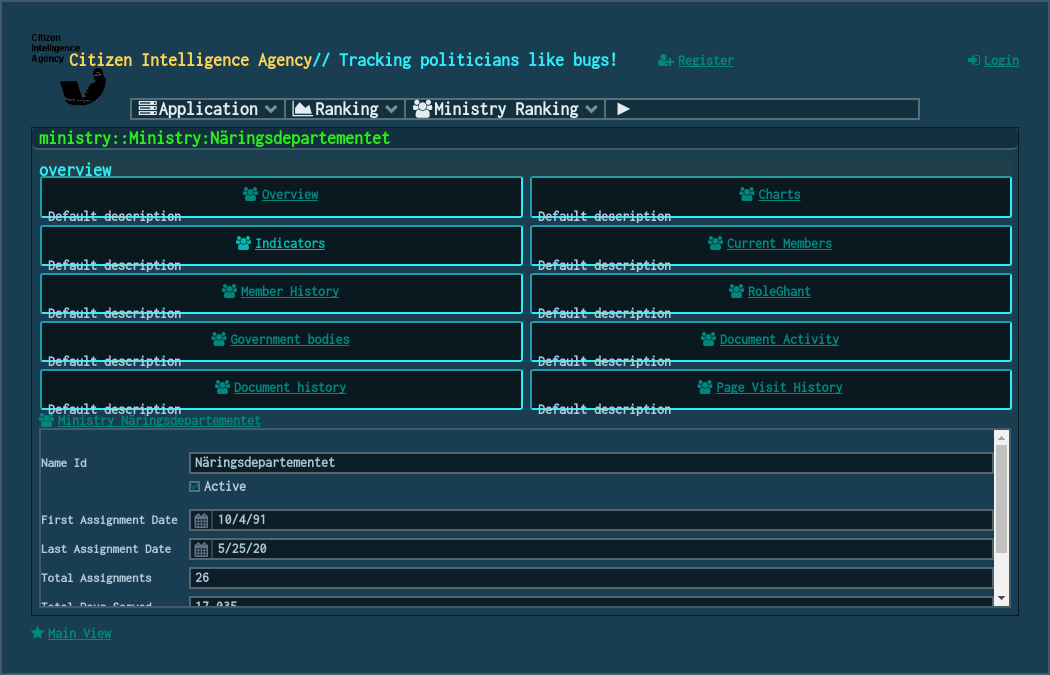 Citizen
Intelligence
Agency
Citizen Intelligence Agency// Tracking politicians like bugs!
Register
Login
Application
Ranking
Ministry Ranking
ministry::Ministry:Näringsdepartementet
overview
Overview
Default description
Charts
Default description
Indicators
Default description
Current Members
Default description
Member History
Default description
RoleGhant
Default description
Government bodies
Default description
Document Activity
Default description
Document history
Default description
Page Visit History
Default description
Ministry Näringsdepartementet
Name Id
Näringsdepartementet
Active
First Assignment Date
10/4/91
Last Assignment Date
5/25/20
Total Assignments
26
Total Days Served
17,035
Main View